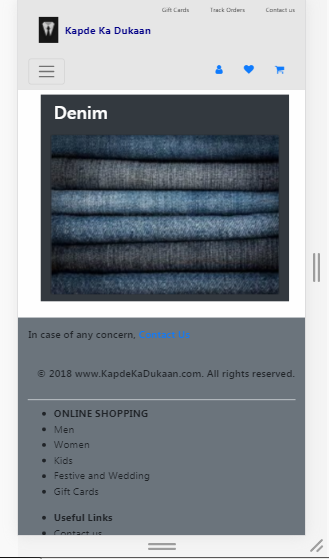 Gift Cards Track Orders Contact us
Kapde Ka Dukaan
Denim
In case of any concern, Contact Us
© 2018 www.KapdeKaDukaan.com. All rights reserved.
ONLINE SHOPPING
Men
Women
Kids
Festive and Wedding
Gift Cards
Useful Links
Contact us